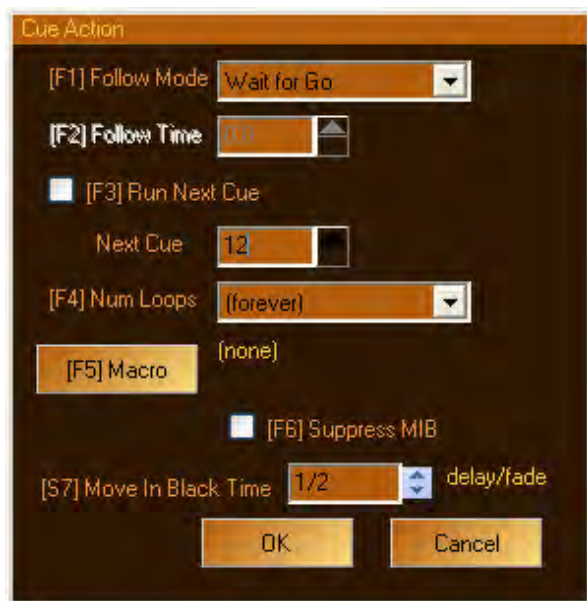 Cue Action
[F1] Follow Mode Wait for Go
[F2] Follow Time 0.0
[F3] Run Next Cue
Next Cue 12
[F4] Num Loops (forever)
[F5] Macro (none)
[F6] Suppress MIB
[S7] Move In Black Time 1/2 delay/fade
OK Cancel